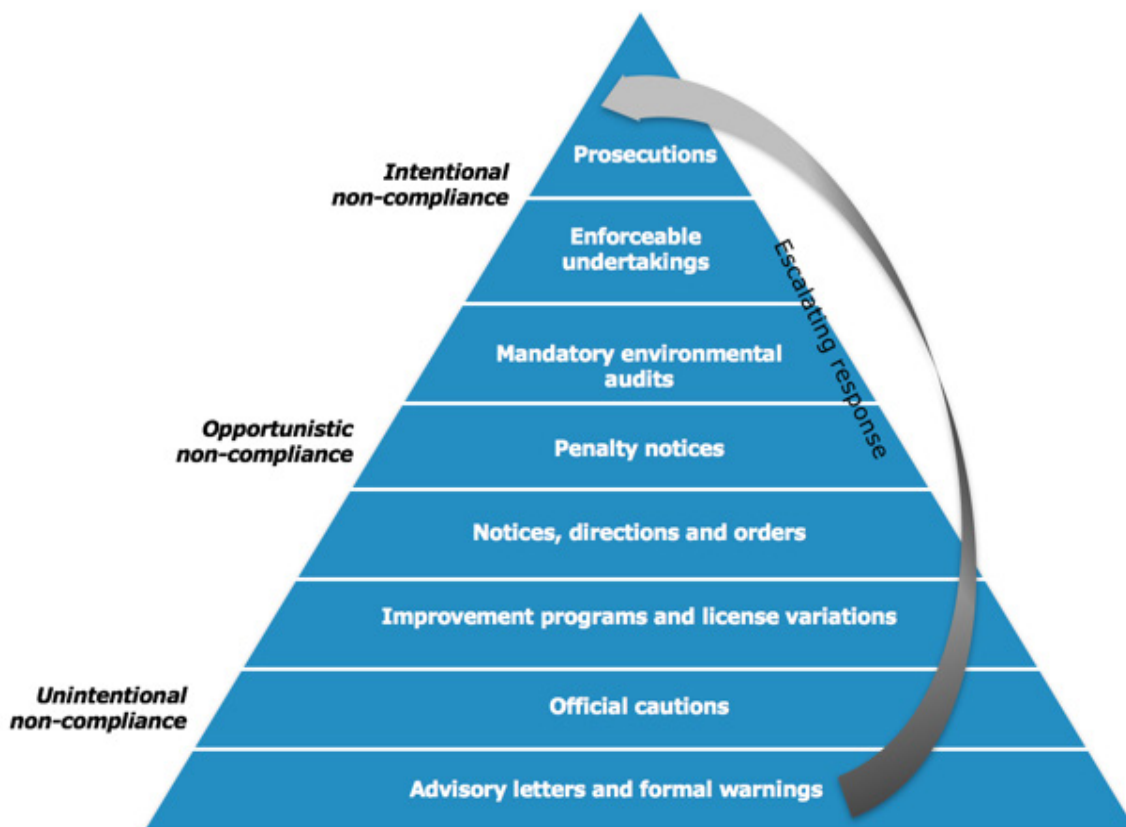 Prosecutions
Intentional
non-compliance
Enforceable
undertakings
Escalating response
Mandatory environmental
audits
Opportunistic
non-compliance
Penalty notices
Notices, directions and orders
Improvement programs and license variations
Unintentional
non-compliance
Official cautions
Advisory letters and formal warnings